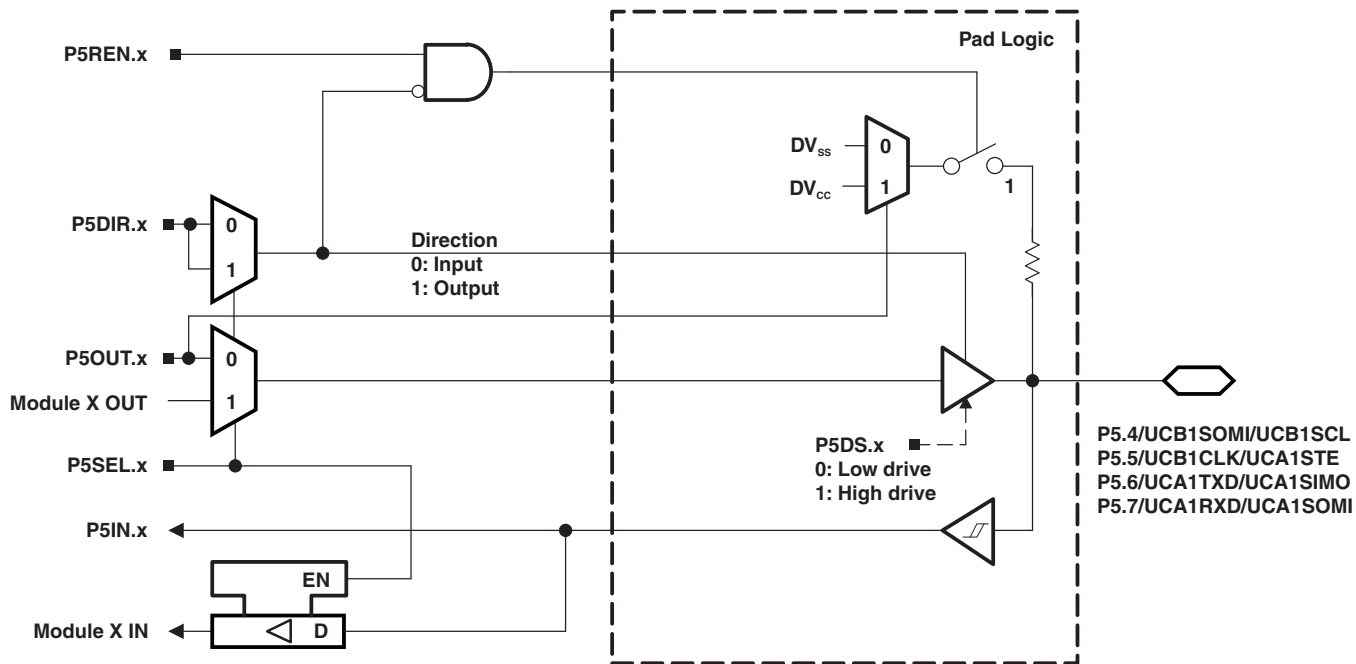 Pad Logic
P5REN.x
DVss
0
DVcc
1
1
P5DIR.x
0
1
Direction
0: Input
1: Output
P5OUT.x
0
Module X OUT
1
P5DS.x
0: Low drive
1: High drive
P5SEL.x
P5.4/UCB1SOMI/UCB1SCL
P5.5/UCB1CLK/UCA1STE
P5.6/UCA1TXD/UCA1SIMO
P5.7/UCA1RXD/UCA1SOMI
P5IN.x
EN
Module X IN
D